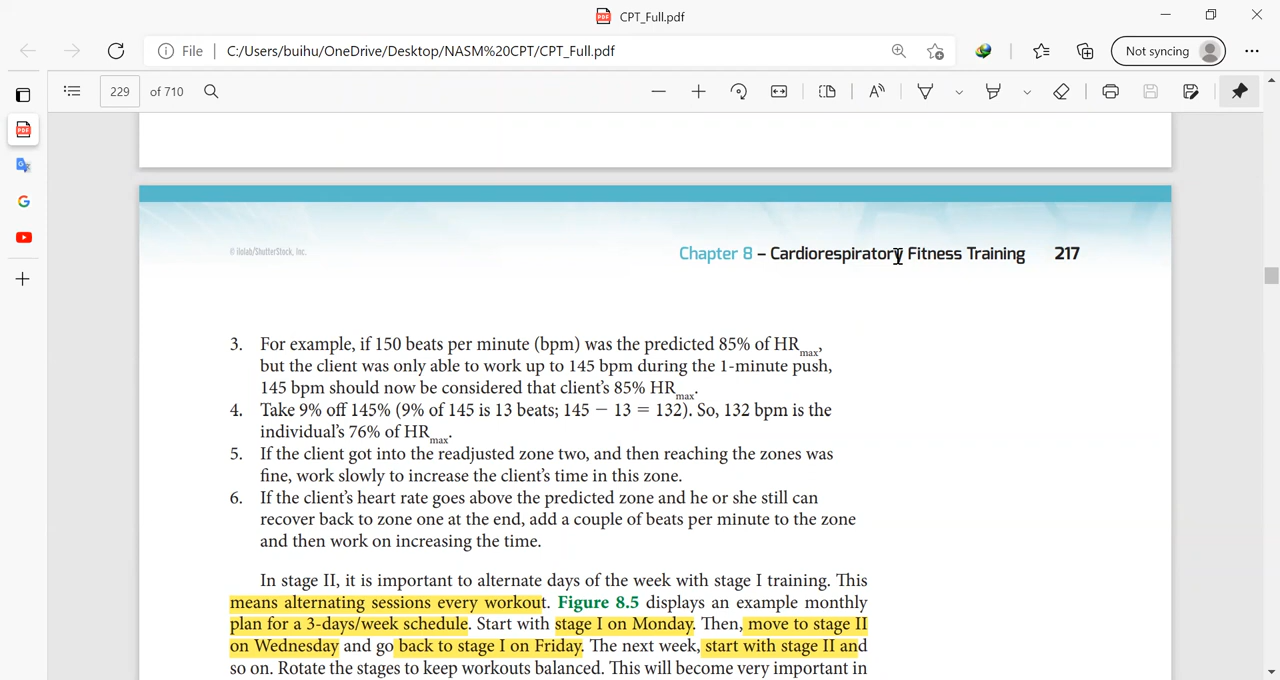 CPT_Full.pdf
File | C:/Users/buihu/OneDrive/Desktop/NASM%20CPT/CPT_Full.pdf
Not syncing
229 of 710
© ilolab/ShutterStock, Inc.
Chapter 8 – Cardiorespiratory Fitness Training 217
3. For example, if 150 beats per minute (bpm) was the predicted 85% of HRmax,
but the client was only able to work up to 145 bpm during the 1-minute push,
145 bpm should now be considered that client's 85% HRmax.
4. Take 9% off 145% (9% of 145 is 13 beats; 145 − 13 = 132). So, 132 bpm is the
individual's 76% of HRmax.
5. If the client got into the readjusted zone two, and then reaching the zones was
fine, work slowly to increase the client's time in this zone.
6. If the client's heart rate goes above the predicted zone and he or she still can
recover back to zone one at the end, add a couple of beats per minute to the zone
and then work on increasing the time.
In stage II, it is important to alternate days of the week with stage I training. This
means alternating sessions every workout. Figure 8.5 displays an example monthly
plan for a 3-days/week schedule. Start with stage I on Monday. Then, move to stage II
on Wednesday and go back to stage I on Friday. The next week, start with stage II and
so on. Rotate the stages to keep workouts balanced. This will become very important in